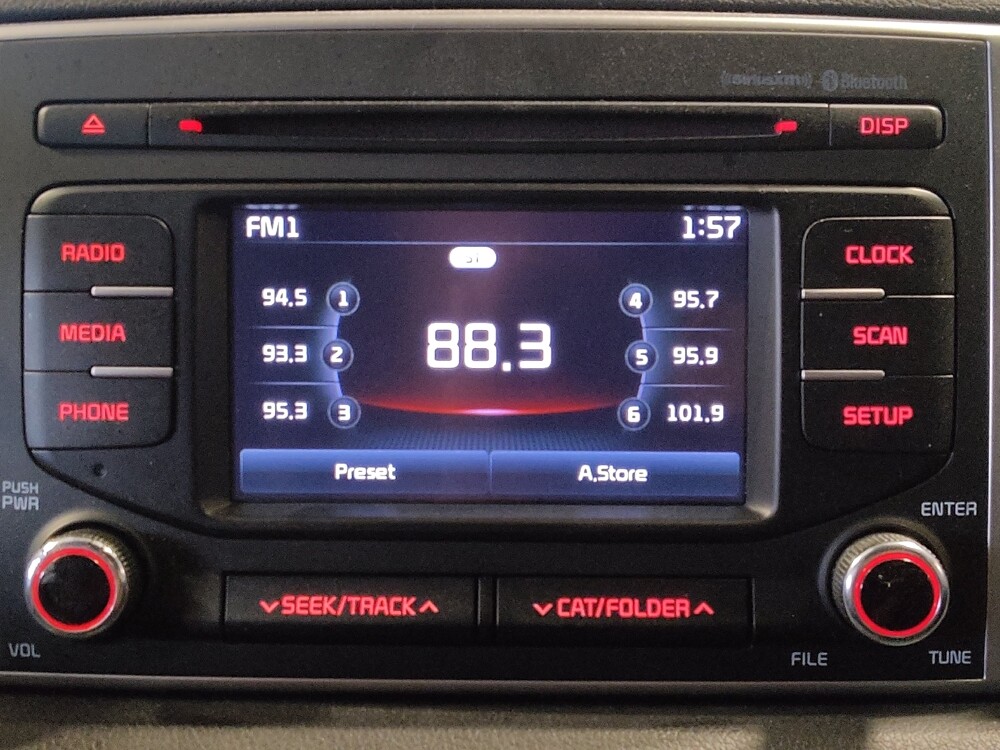 ((siriusxm)) Bluetooth
DISP
RADIO
MEDIA
PHONE
FM1 1:57
ST
94.5 1
93.3 2
95.3 3
88.3
4 95.7
5 95.9
6 101.9
Preset A.Store
CLOCK
SCAN
SETUP
PUSH
PWR
VOL
SEEK/TRACK
CAT/FOLDER
ENTER
FILE TUNE